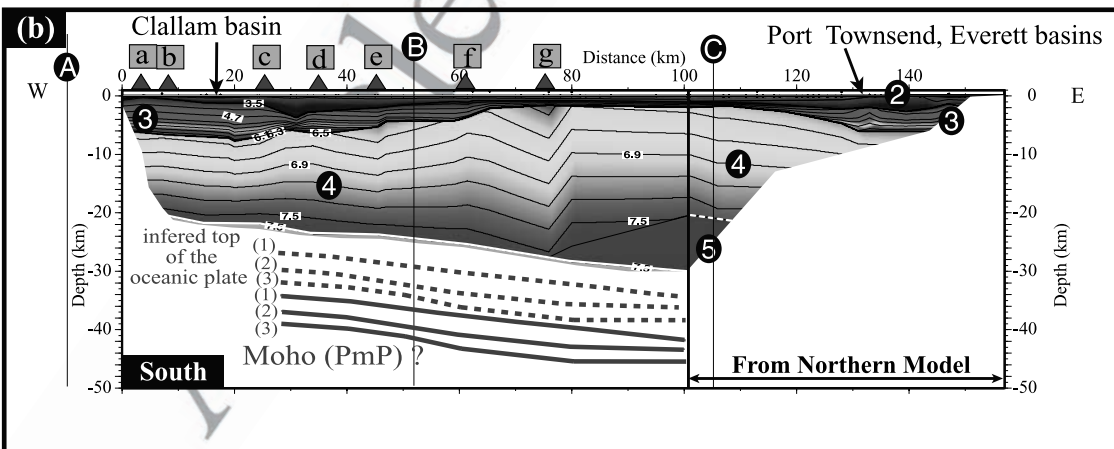 (b)
Clallam basin
Port Townsend, Everett basins
A
a b c d e B f g Distance (km) C
W 0 20 40 60 80 100 120 140 E
0
-10
-20
-30
-40
-50
Depth (km)
3.5
4.7
6.5
6.9
7.5
6.9
7.5
3
4
2
3
4
5
infered top
of the
oceanic plate
(1)
(2)
(3)
(1)
(2)
(3)
Moho (PmP) ?
South
From Northern Model
0
-10
-20
-30
-40
-50
Depth (km)